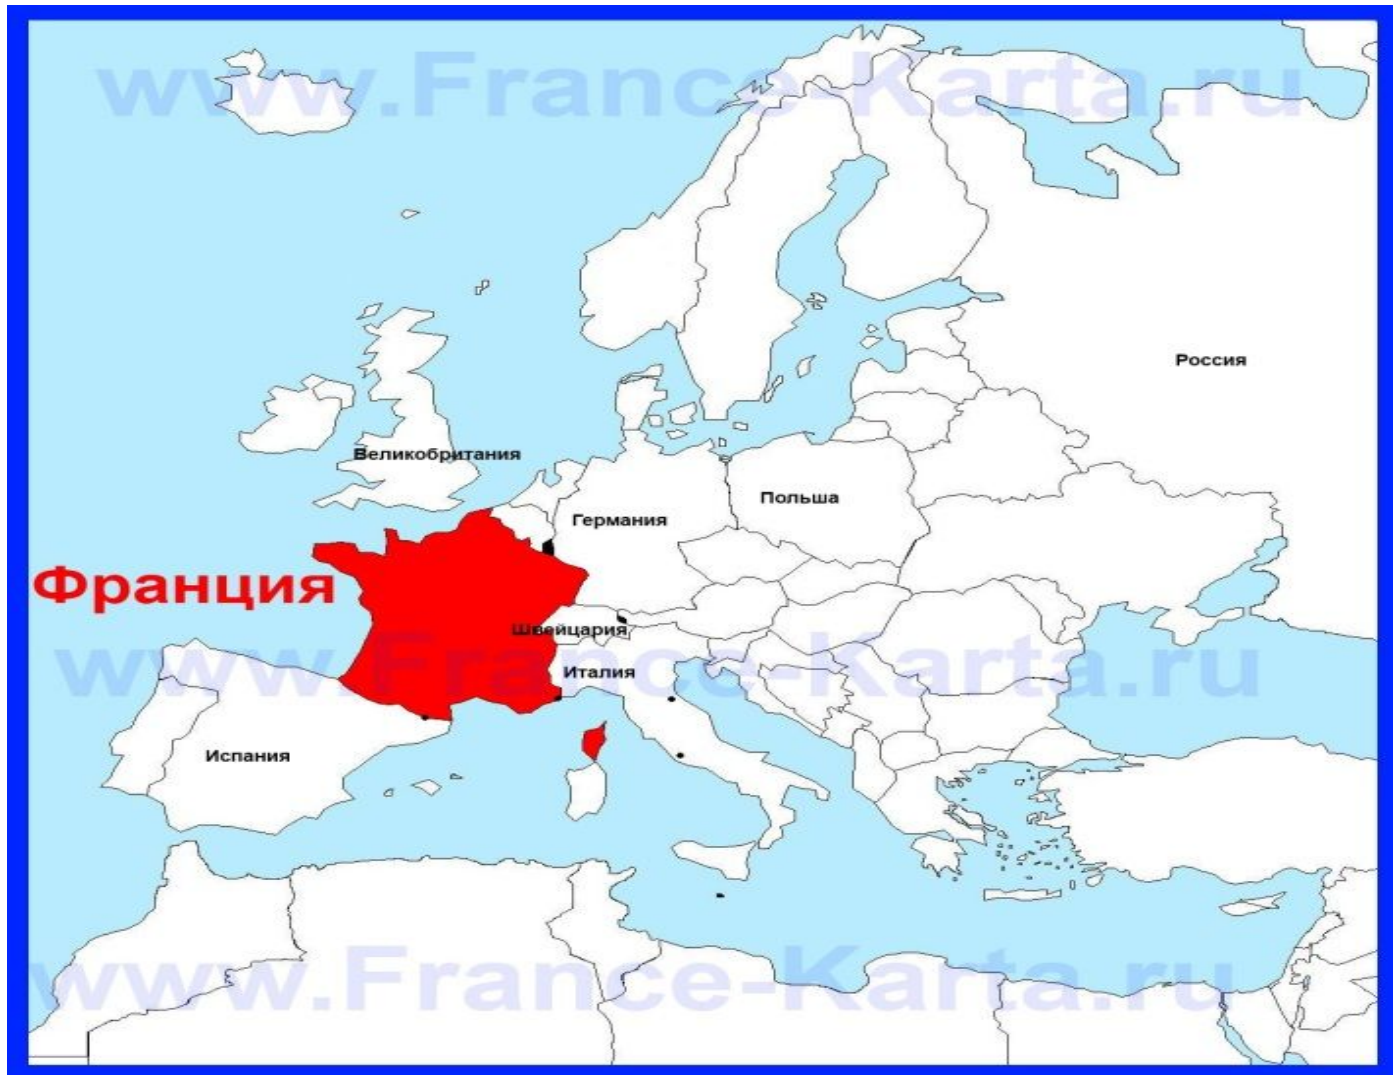 www.France-Karta.ru
Россия
Великобритания
Польша
Германия
Франция
Швейцария
www.France-Karta.ru
Италия
Испания
www.France-Karta.ru